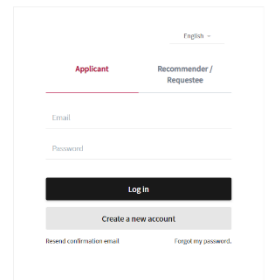 English
Applicant
Recommender /
Requestee
Email
Password
Log in
Create a new account
Resend confirmation email
Forgot my password.